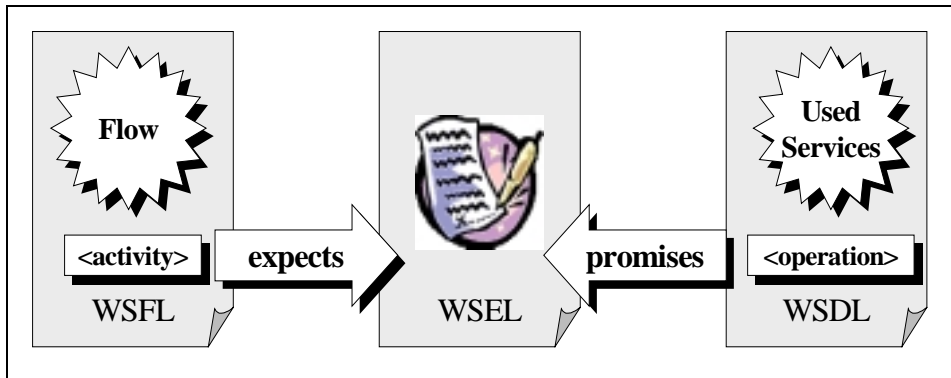 Flow
<activity>
WSFL
expects
WSEL
promises
Used
Services
<operation>
WSDL